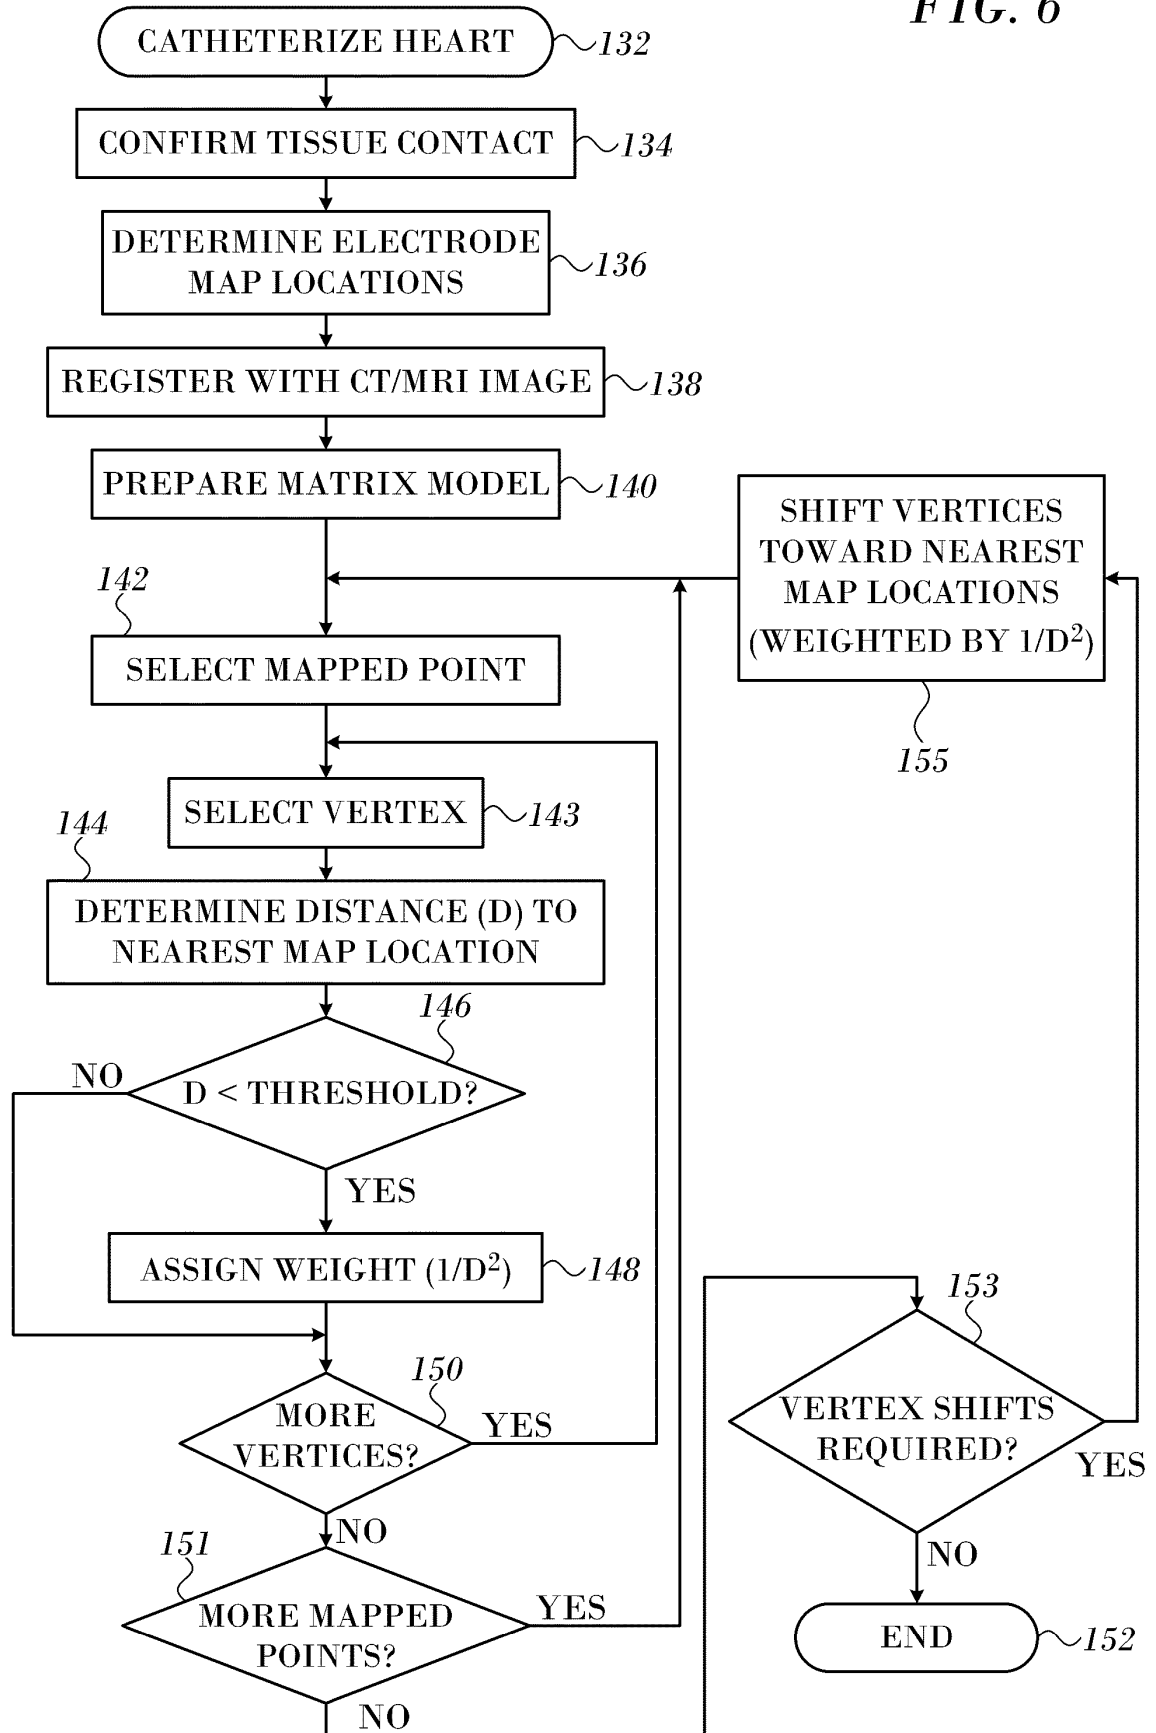 FIG. 6
CATHETERIZE HEART
132
CONFIRM TISSUE CONTACT
134
DETERMINE ELECTRODE
MAP LOCATIONS
136
REGISTER WITH CT/MRI IMAGE
138
PREPARE MATRIX MODEL
140
SHIFT VERTICES
TOWARD NEAREST
MAP LOCATIONS
(WEIGHTED BY 1/D²)
155
142
SELECT MAPPED POINT
SELECT VERTEX
143
144
DETERMINE DISTANCE (D) TO
NEAREST MAP LOCATION
146
D < THRESHOLD?
NO
YES
ASSIGN WEIGHT (1/D²)
148
150
MORE
VERTICES?
YES
NO
151
MORE MAPPED
POINTS?
YES
NO
153
VERTEX SHIFTS
REQUIRED?
YES
NO
END
152